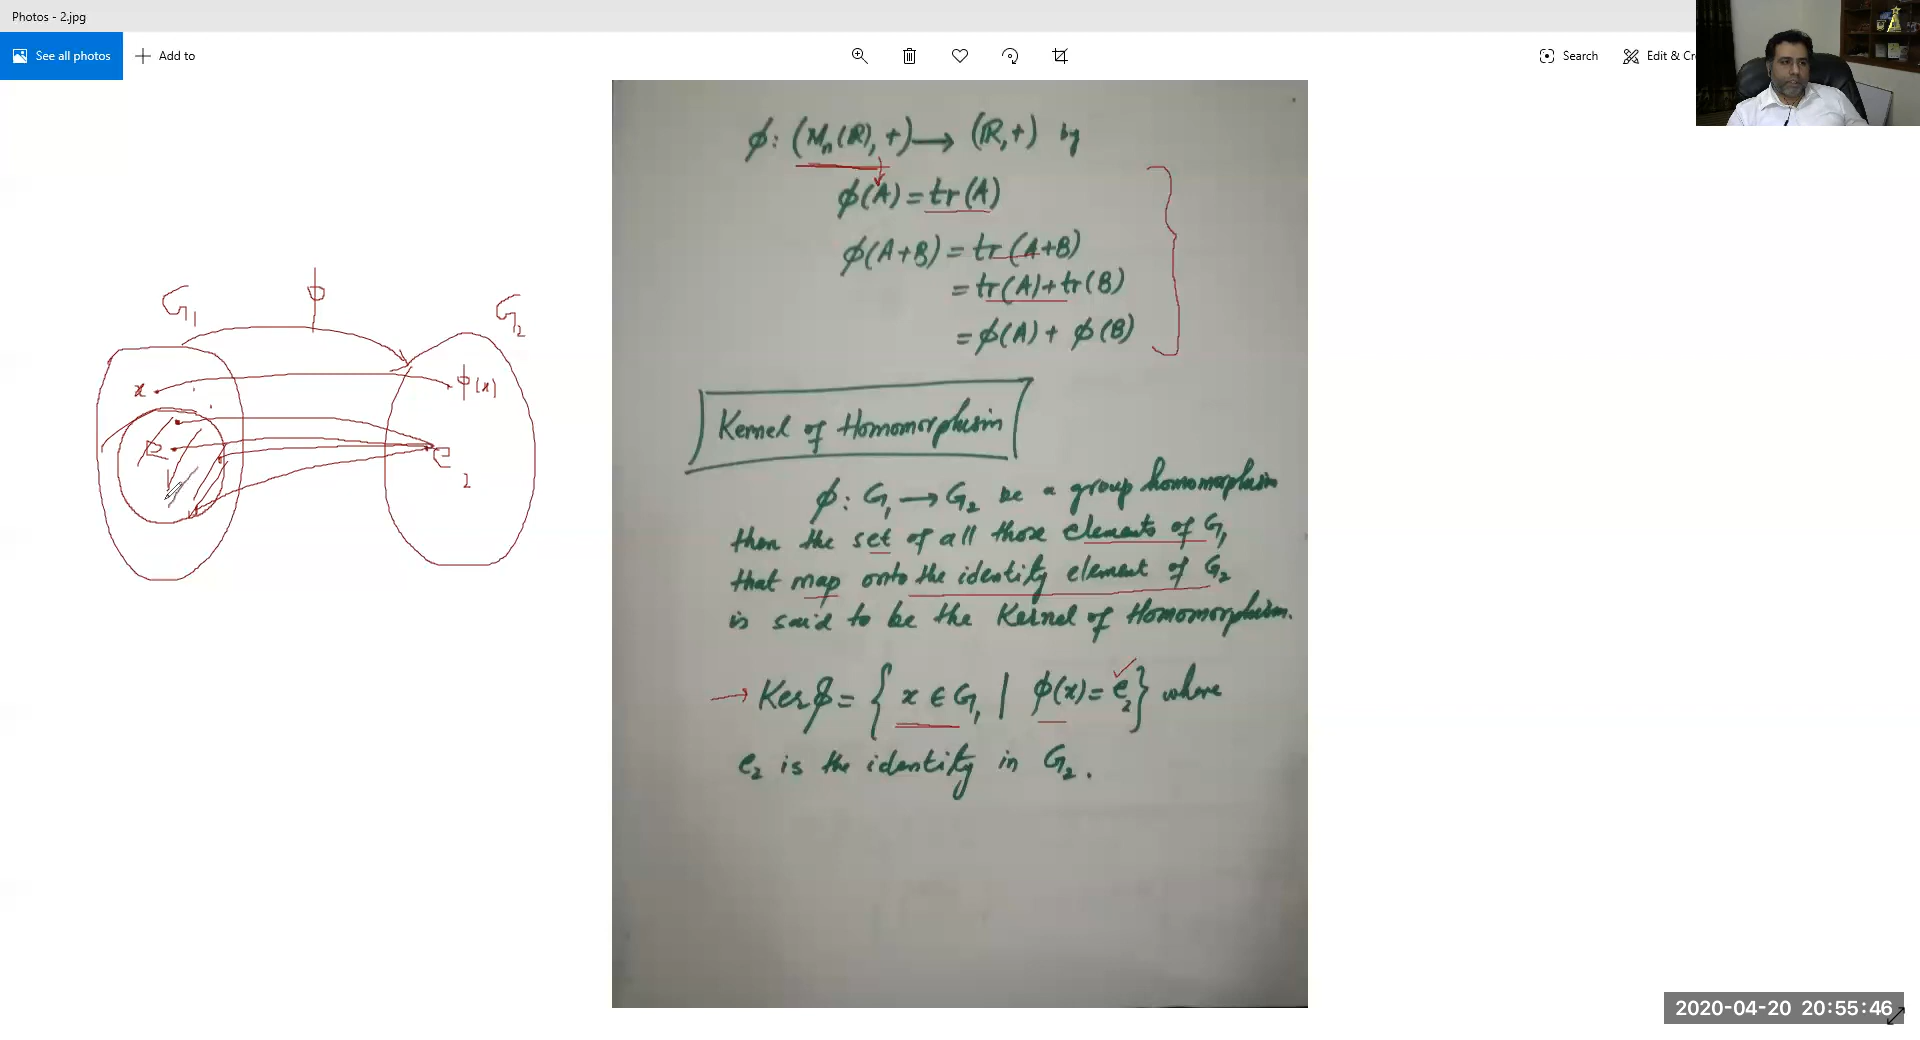 Photos - 2.jpg
See all photos
Add to
Search
Edit & Cr
ϕ: (Mn(ℝ), +) → (ℝ, +) by
ϕ(A) = tr(A)
ϕ(A+B) = tr(A+B)
= tr(A) + tr(B)
= ϕ(A) + ϕ(B)
Kernel of Homomorphism
ϕ: G₁ → G₂ be a group homomorphism
then the set of all those elements of G₁
that map onto the identity element of G₂
is said to be the Kernel of Homomorphism.
→ Ker ϕ = { x ∈ G₁ | ϕ(x) = e₂ } where
e₂ is the identity in G₂.
G₁
ϕ
G₂
x
ϕ(x)
e
2
2020-04-20 20:55:46